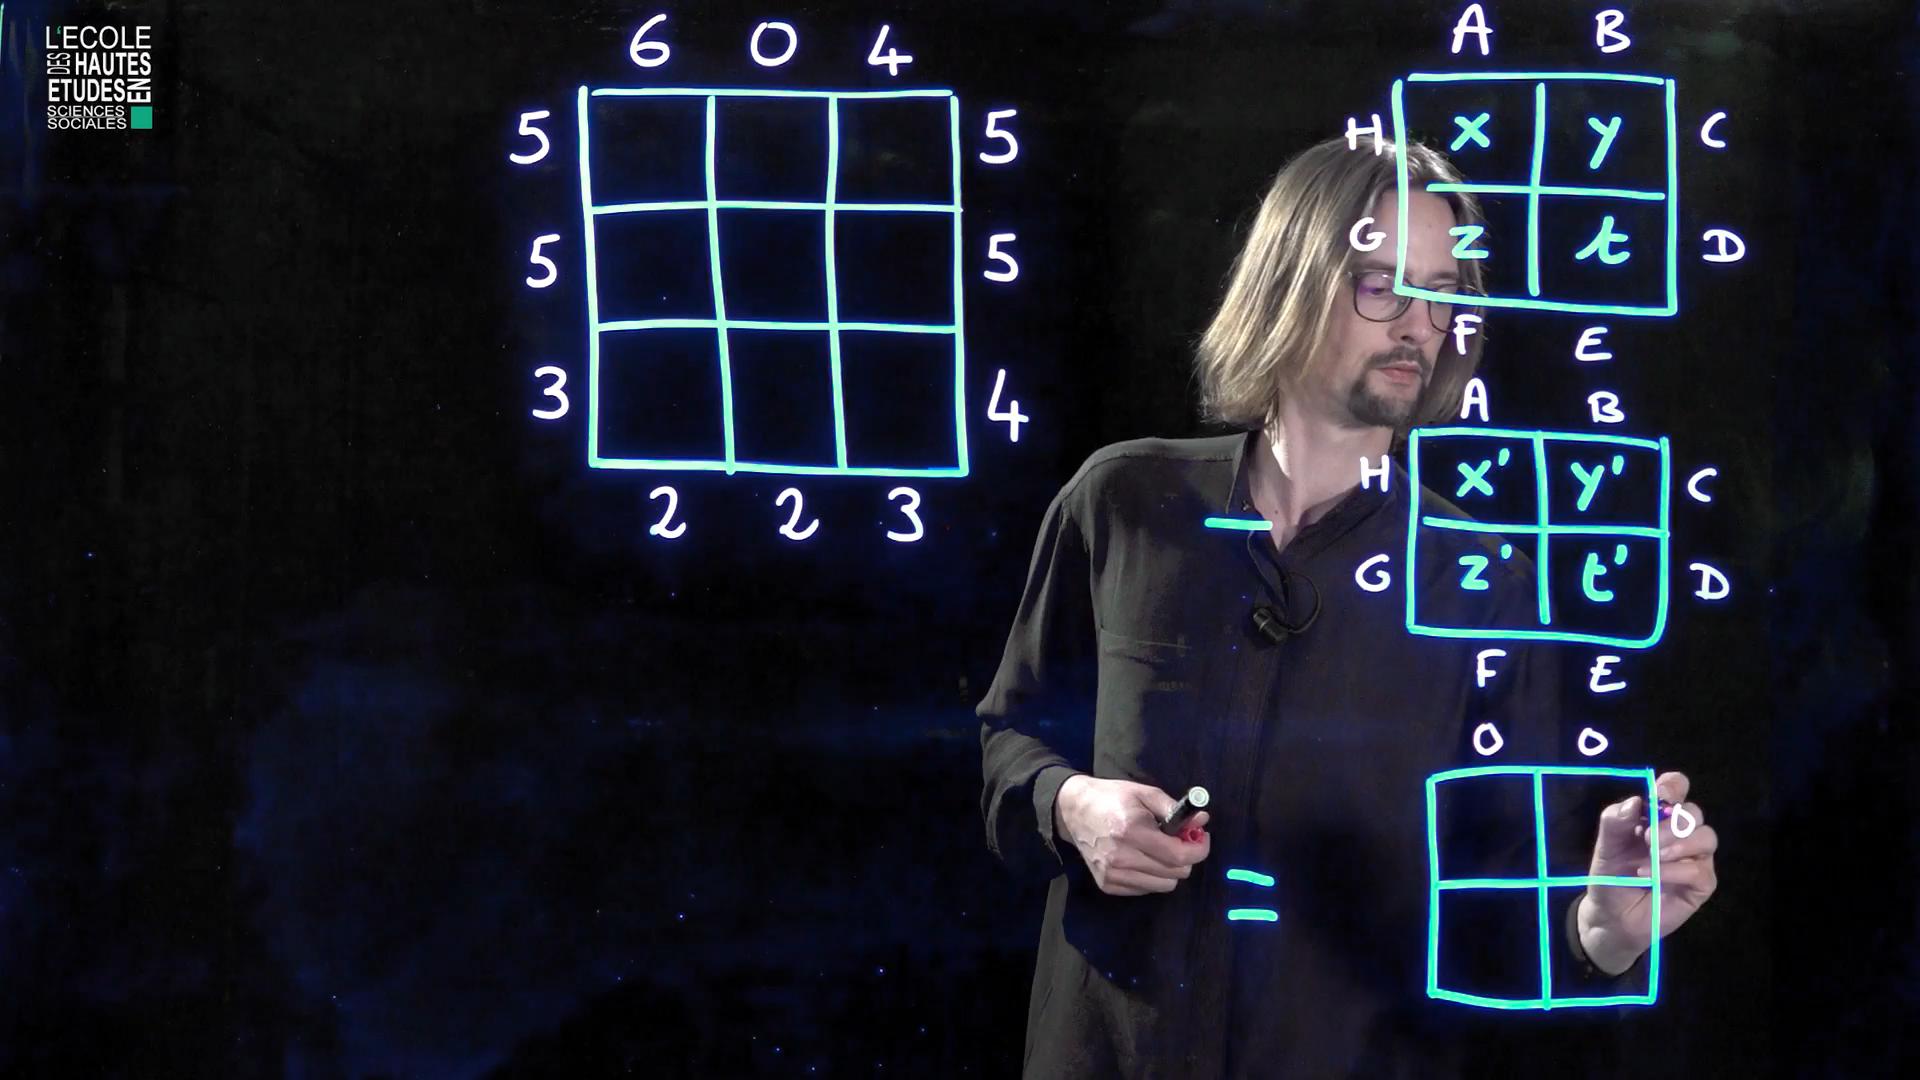 L'ECOLE
DES HAUTES
ETUDES EN
SCIENCES
SOCIALES
6 0 4
5 5
5 5
3 4
2 2 3
A B
H x y C
G z t D
F E
−
A B
H x' y' C
G z' t' D
F E
=
0 0
0